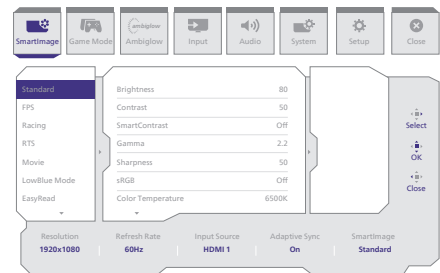 SmartImage
Game Mode
ambiglow
Ambiglow
Input
Audio
System
Setup
Close
Standard
FPS
Racing
RTS
Movie
LowBlue Mode
EasyRead
Brightness 80
Contrast 50
SmartContrast Off
Gamma 2.2
Sharpness 50
sRGB Off
Color Temperature 6500K
Select
OK
Close
Resolution Refresh Rate Input Source Adaptive Sync SmartImage
1920x1080 60Hz HDMI 1 On Standard